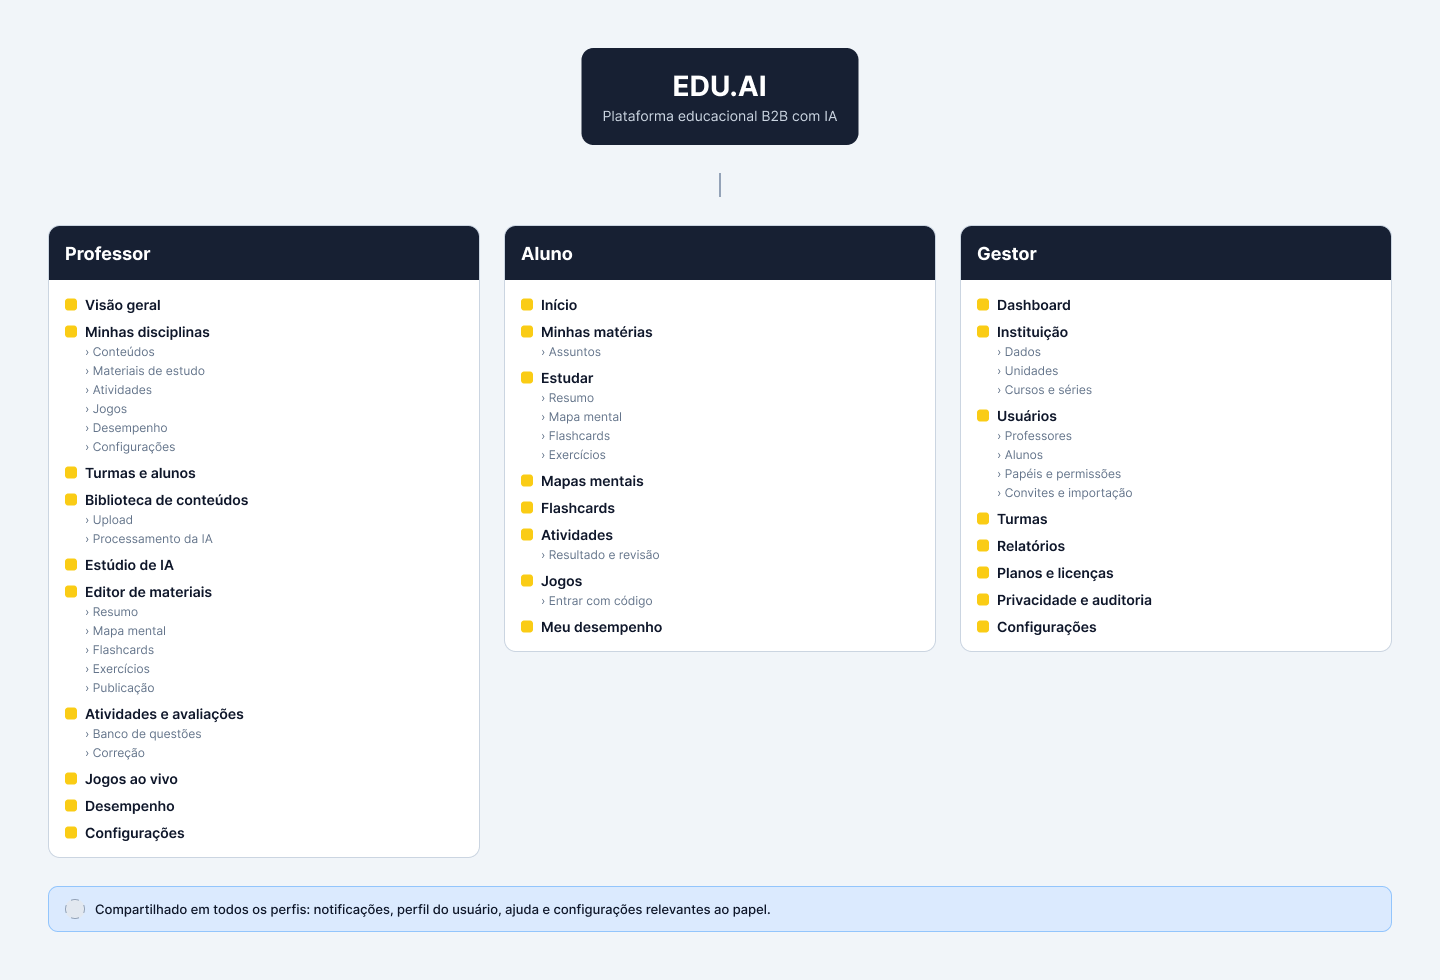 EDU.AI
Plataforma educacional B2B com IA
Professor
Visão geral
Minhas disciplinas
› Conteúdos
› Materiais de estudo
› Atividades
› Jogos
› Desempenho
› Configurações
Turmas e alunos
Biblioteca de conteúdos
› Upload
› Processamento da IA
Estúdio de IA
Editor de materiais
› Resumo
› Mapa mental
› Flashcards
› Exercícios
› Publicação
Atividades e avaliações
› Banco de questões
› Correção
Jogos ao vivo
Desempenho
Configurações
Aluno
Início
Minhas matérias
› Assuntos
Estudar
› Resumo
› Mapa mental
› Flashcards
› Exercícios
Mapas mentais
Flashcards
Atividades
› Resultado e revisão
Jogos
› Entrar com código
Meu desempenho
Gestor
Dashboard
Instituição
› Dados
› Unidades
› Cursos e séries
Usuários
› Professores
› Alunos
› Papéis e permissões
› Convites e importação
Turmas
Relatórios
Planos e licenças
Privacidade e auditoria
Configurações
Compartilhado em todos os perfis: notificações, perfil do usuário, ajuda e configurações relevantes ao papel.